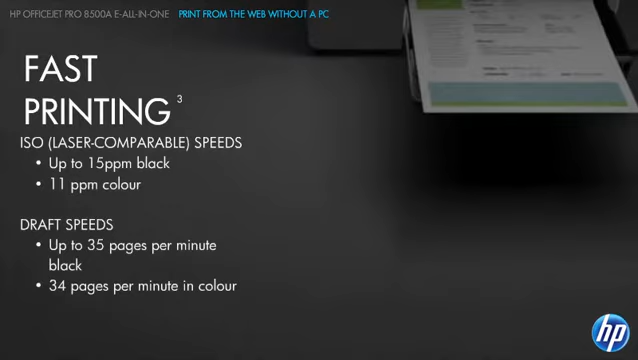 HP OFFICEJET PRO 8500A E-ALL-IN-ONE PRINT FROM THE WEB WITHOUT A PC
FAST
PRINTING 3
ISO (LASER-COMPARABLE) SPEEDS
• Up to 15ppm black
• 11 ppm colour
DRAFT SPEEDS
• Up to 35 pages per minute
black
• 34 pages per minute in colour
hp